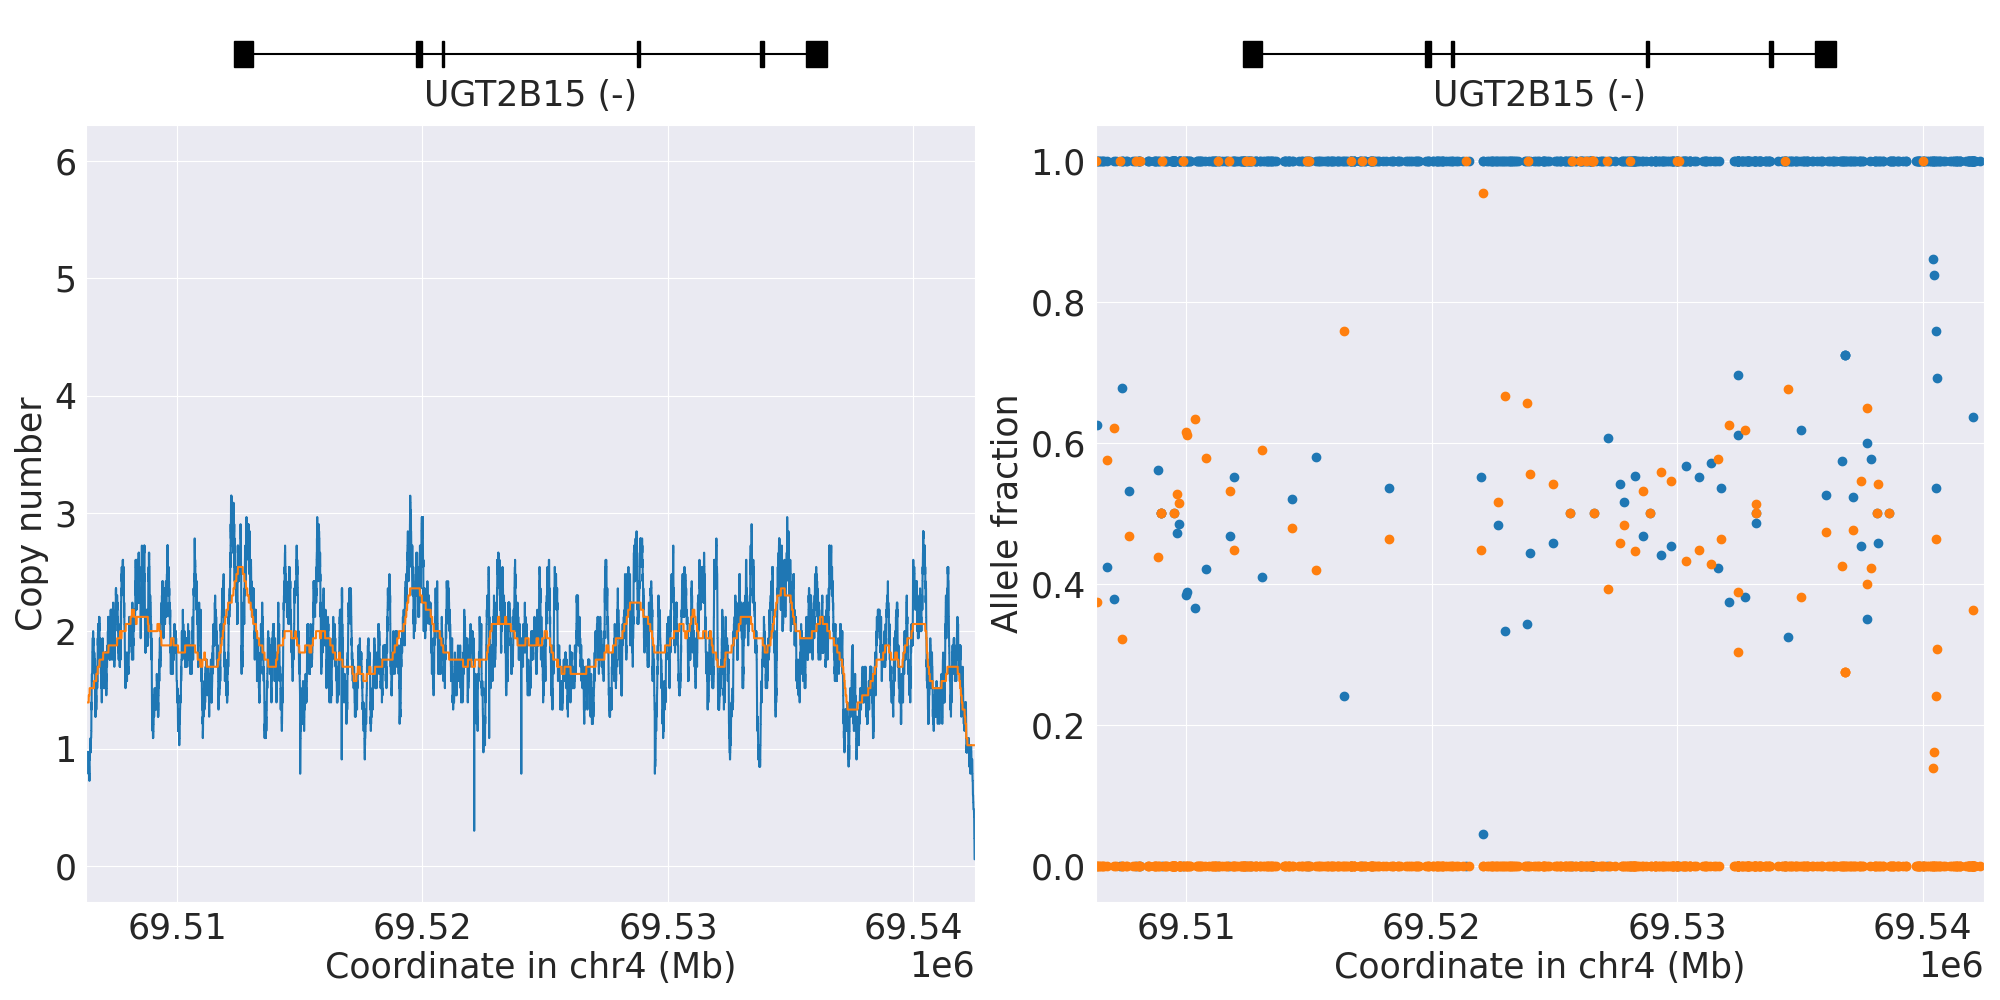 UGT2B15 (-)
6
5
4
3
2
1
0
Copy number
69.51 69.52 69.53 69.54
Coordinate in chr4 (Mb)
1e6
UGT2B15 (-)
1.0
0.8
0.6
0.4
0.2
0.0
Allele fraction
69.51 69.52 69.53 69.54
Coordinate in chr4 (Mb)
1e6